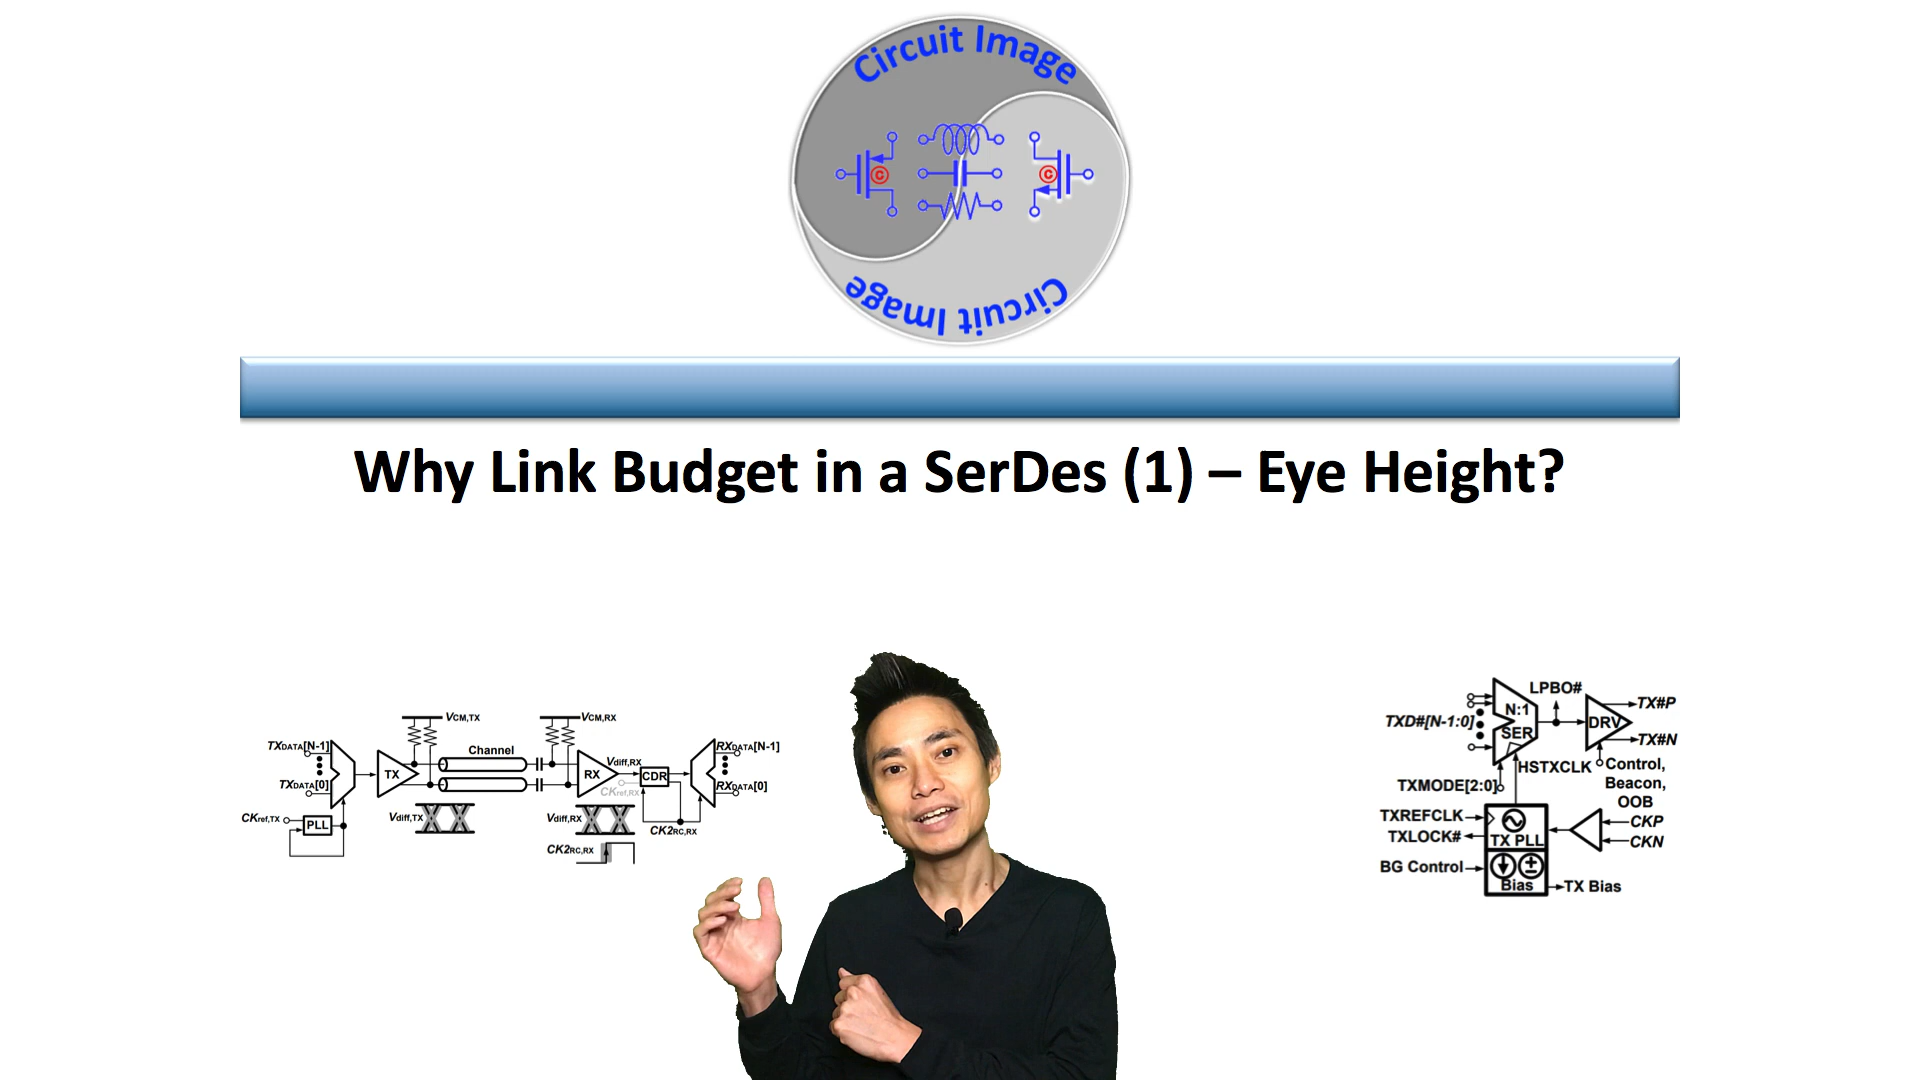 Circuit Image
©
©
Circuit Image
Why Link Budget in a SerDes (1) – Eye Height?
VCM,TX
VCM,RX
TXDATA[N-1]
Channel
RXDATA[N-1]
TX
RX
Vdiff,RX
CDR
TXDATA[0]
CKref,RX
RXDATA[0]
CKref,TX
PLL
Vdiff,TX
Vdiff,RX
CK2RC,RX
CK2RC,RX
LPBO#
N:1
TX#P
TXD#[N-1:0]
SER
DRV
TX#N
HSTXCLK
Control,
Beacon,
OOB
TXMODE[2:0]
TXREFCLK
CKP
TXLOCK#
TX PLL
CKN
BG Control
Bias
TX Bias